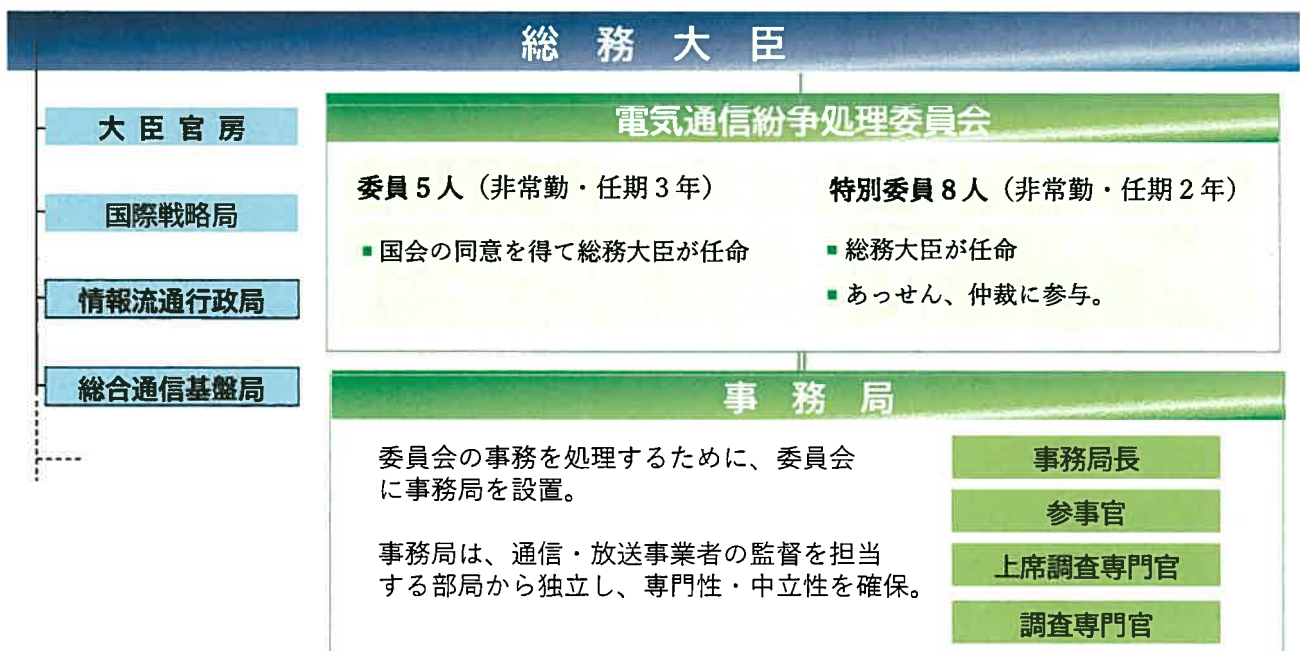 総務大臣
大臣官房
国際戦略局
情報流通行政局
総合通信基盤局
電気通信紛争処理委員会
委員5人（非常勤・任期3年）
■国会の同意を得て総務大臣が任命
特別委員8人（非常勤・任期2年）
■総務大臣が任命
■あっせん、仲裁に参与。
事務局
委員会の事務を処理するために、委員会
に事務局を設置。
事務局は、通信・放送事業者の監督を担当
する部局から独立し、専門性・中立性を確保。
事務局長
参事官
上席調査専門官
調査専門官